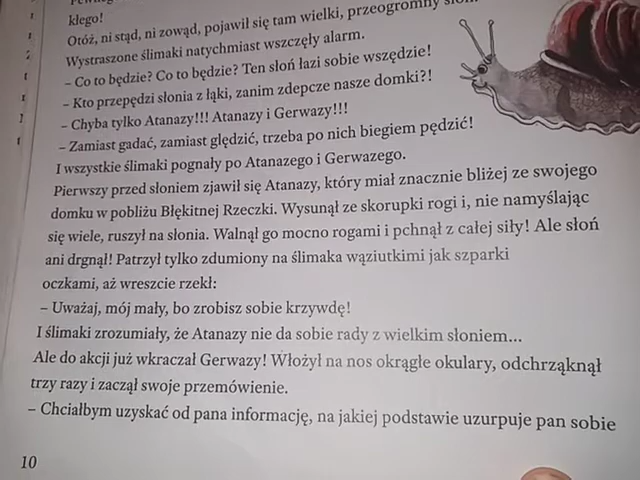 kłego!
Otóż, ni stąd, ni zowąd, pojawił się tam wielki, przeogromny
Wystraszone ślimaki natychmiast wszczęły alarm.
– Co to będzie? Co to będzie? Ten słoń łazi sobie wszędzie!
– Kto przepędzi słonia z łąki, zanim zdepcze nasze domki?!
– Chyba tylko Atanazy!!! Atanazy i Gerwazy!!!
– Zamiast gadać, zamiast ględzić, trzeba po nich biegiem pędzić!
I wszystkie ślimaki pognały po Atanazego i Gerwazego.
Pierwszy przed słoniem zjawił się Atanazy, który miał znacznie bliżej ze swojego
domku w pobliżu Błękitnej Rzeczki. Wysunął ze skorupki rogi i, nie namyślając
się wiele, ruszył na słonia. Walnął go mocno rogami i pchnął z całej siły! Ale słoń
ani drgnął! Patrzył tylko zdumiony na ślimaka wąziutkimi jak szparki
oczkami, aż wreszcie rzekł:
– Uważaj, mój mały, bo zrobisz sobie krzywdę!
I ślimaki zrozumiały, że Atanazy nie da sobie rady z wielkim słoniem...
Ale do akcji już wkraczał Gerwazy! Włożył na nos okrągłe okulary, odchrząknął
trzy razy i zaczął swoje przemówienie.
– Chciałbym uzyskać od pana informację, na jakiej podstawie uzurpuje pan sobie
10